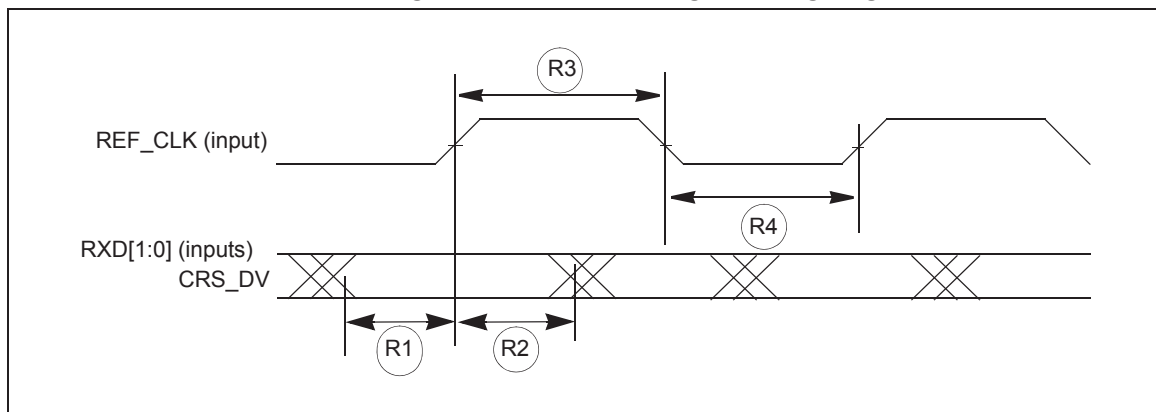 R3
REF_CLK (input)
R4
RXD[1:0] (inputs)
CRS_DV
R1
R2